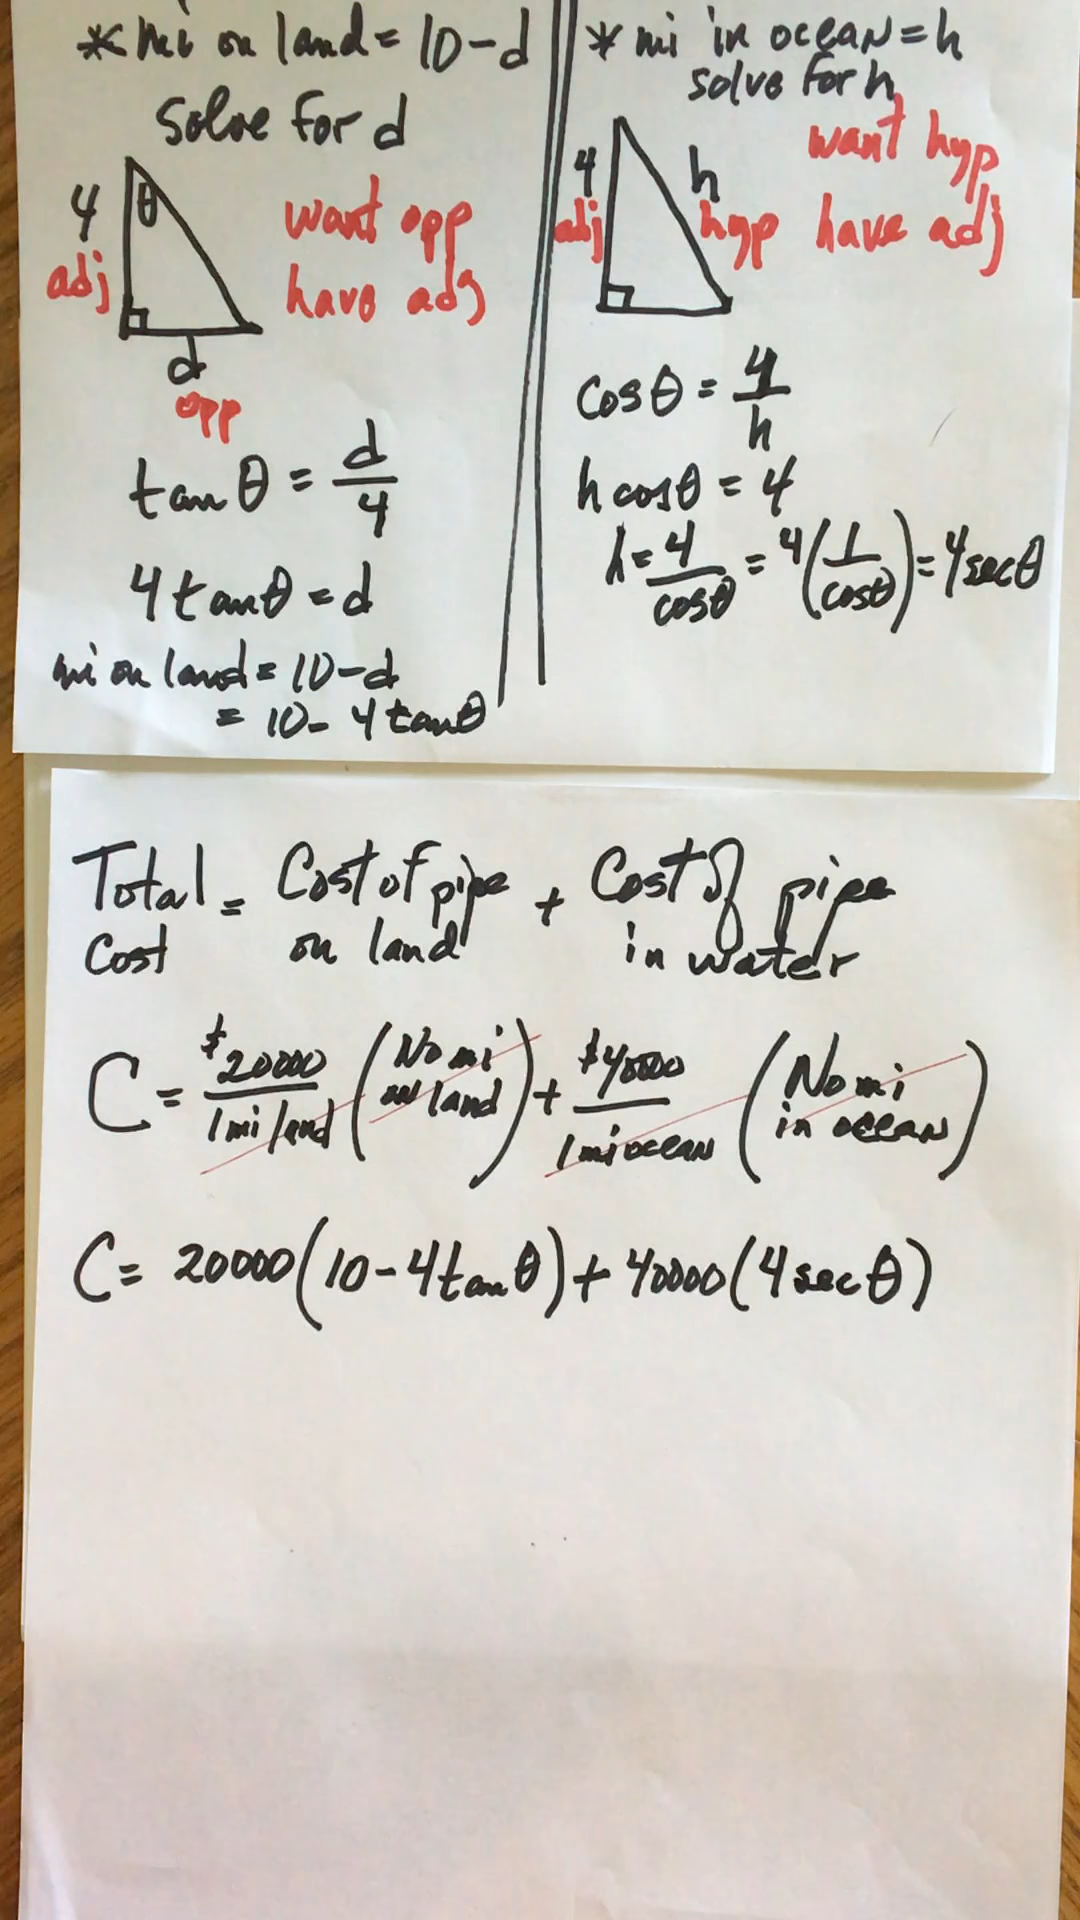 * mi on land = 10-d
solve for d
4
θ
adj
want opp
have adj
d
opp
tan θ = d/4
4 tan θ = d
mi on land = 10-d
= 10- 4 tan θ
* mi in ocean = h
solve for h
want hyp
4
h
adj
hyp
have adj
cos θ = 4/h
h cos θ = 4
h = 4/cos θ = 4(1/cos θ) = 4 sec θ
Total = Cost of pipe + Cost of pipe
Cost on land in water
C = $20000/1 mi land (No mi on land) + $40000/1 mi ocean (No mi in ocean)
C = 20000(10-4 tan θ) + 40000(4 sec θ)